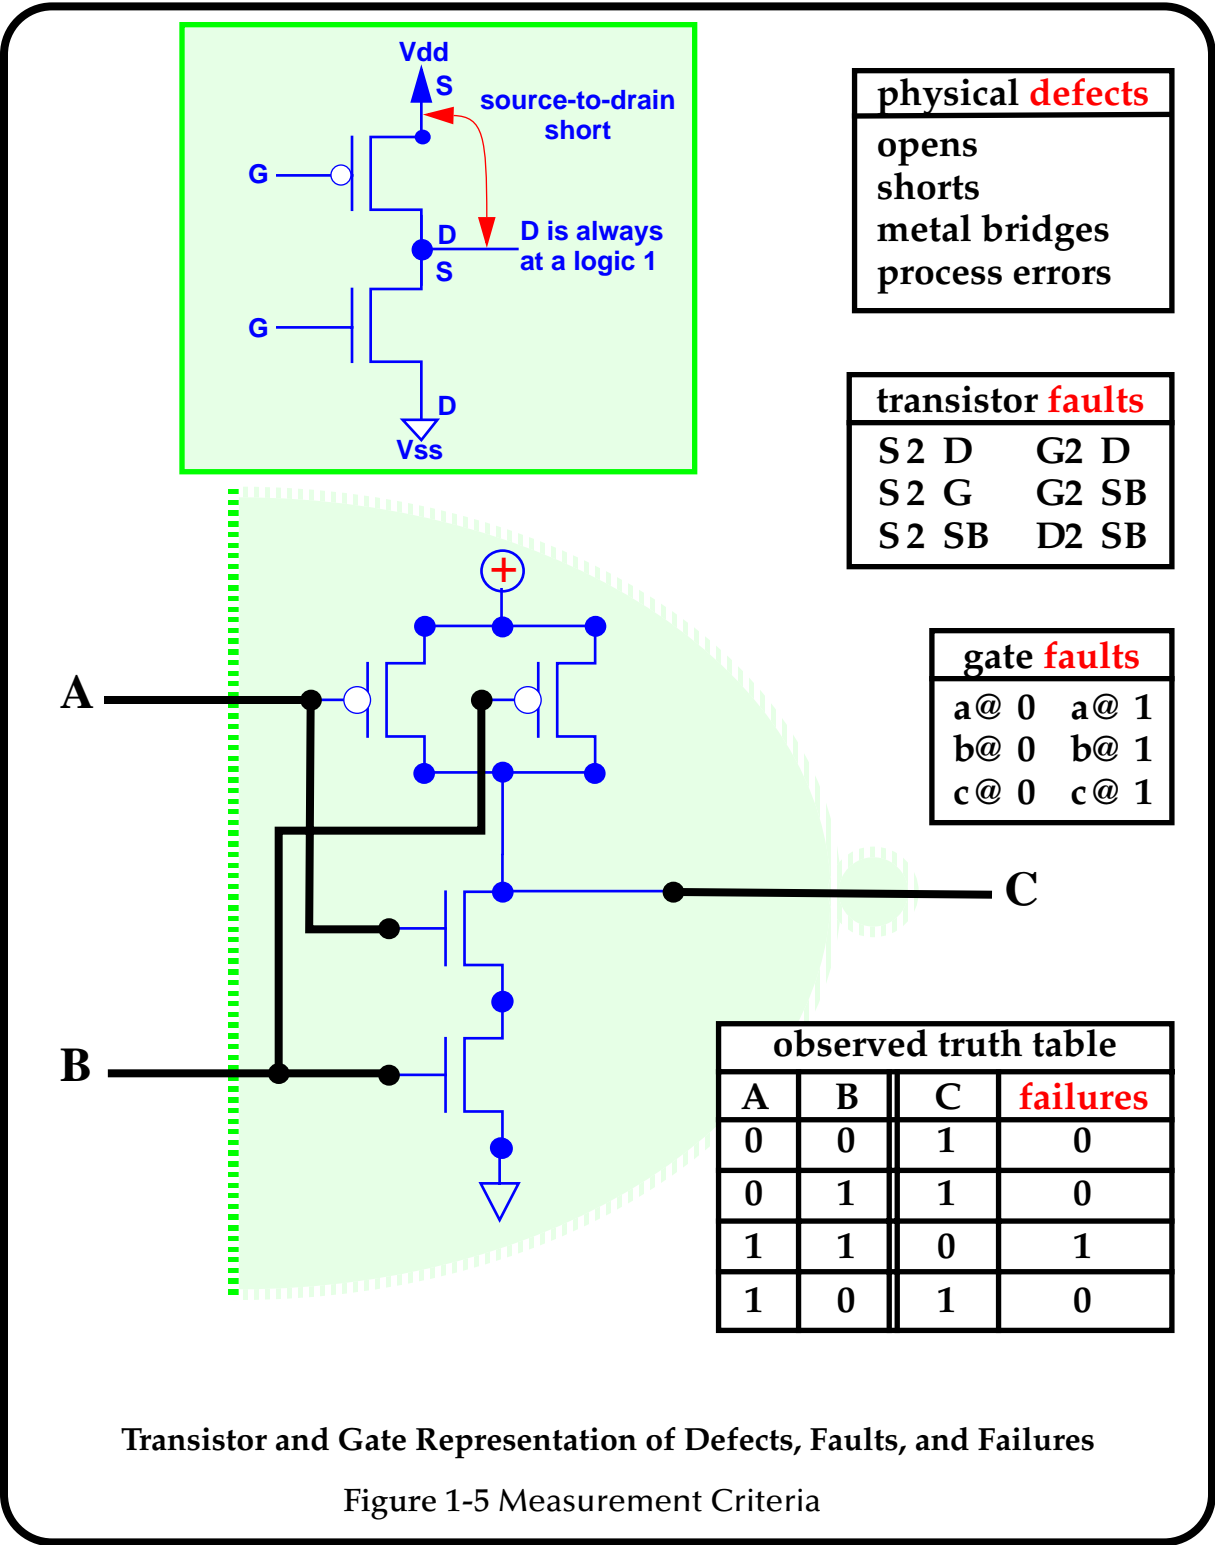 Vdd
S
source-to-drain
short
G
D
D is always
at a logic 1
S
G
D
Vss
physical defects
opens
shorts
metal bridges
process errors
transistor faults
S 2 D G2 D
S 2 G G2 SB
S 2 SB D2 SB
gate faults
a@ 0 a@ 1
b@ 0 b@ 1
c@ 0 c@ 1
+
A
C
B
observed truth table
A B C failures
0 0 1 0
0 1 1 0
1 1 0 1
1 0 1 0
Transistor and Gate Representation of Defects, Faults, and Failures
Figure 1-5 Measurement Criteria